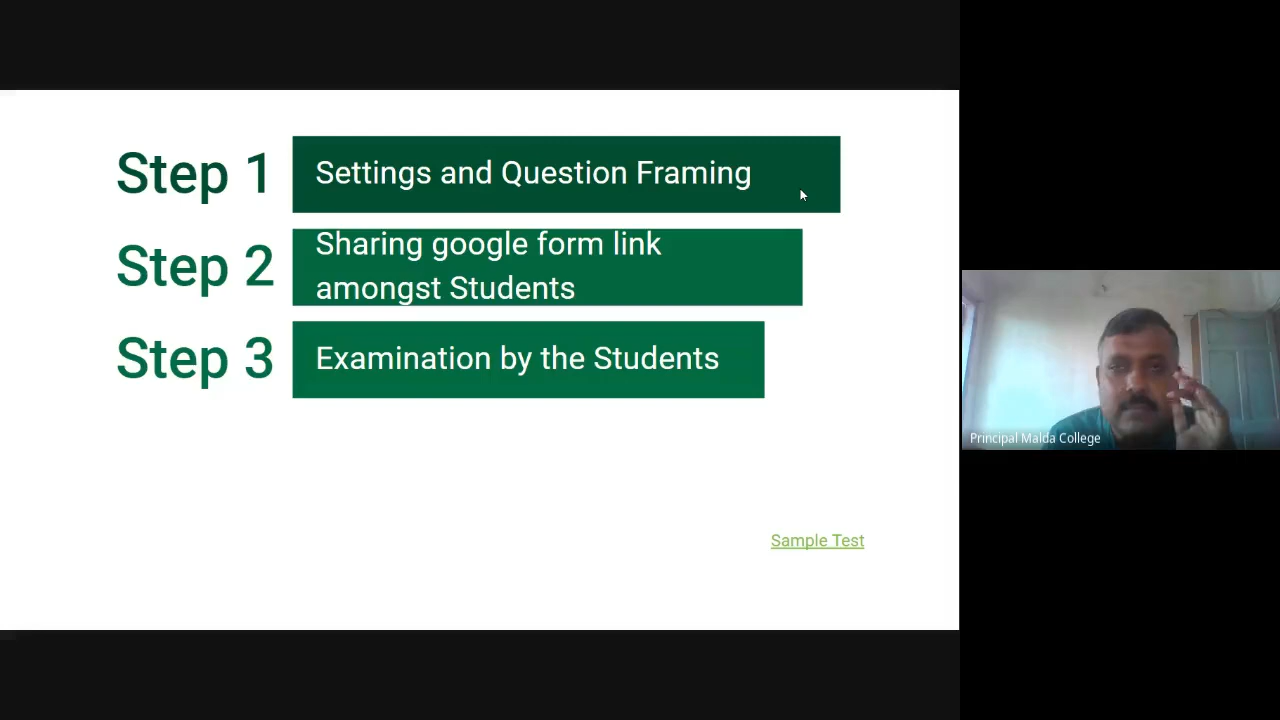 Step 1
Settings and Question Framing
Step 2
Sharing google form link
amongst Students
Step 3
Examination by the Students
Sample Test
Principal Malda College